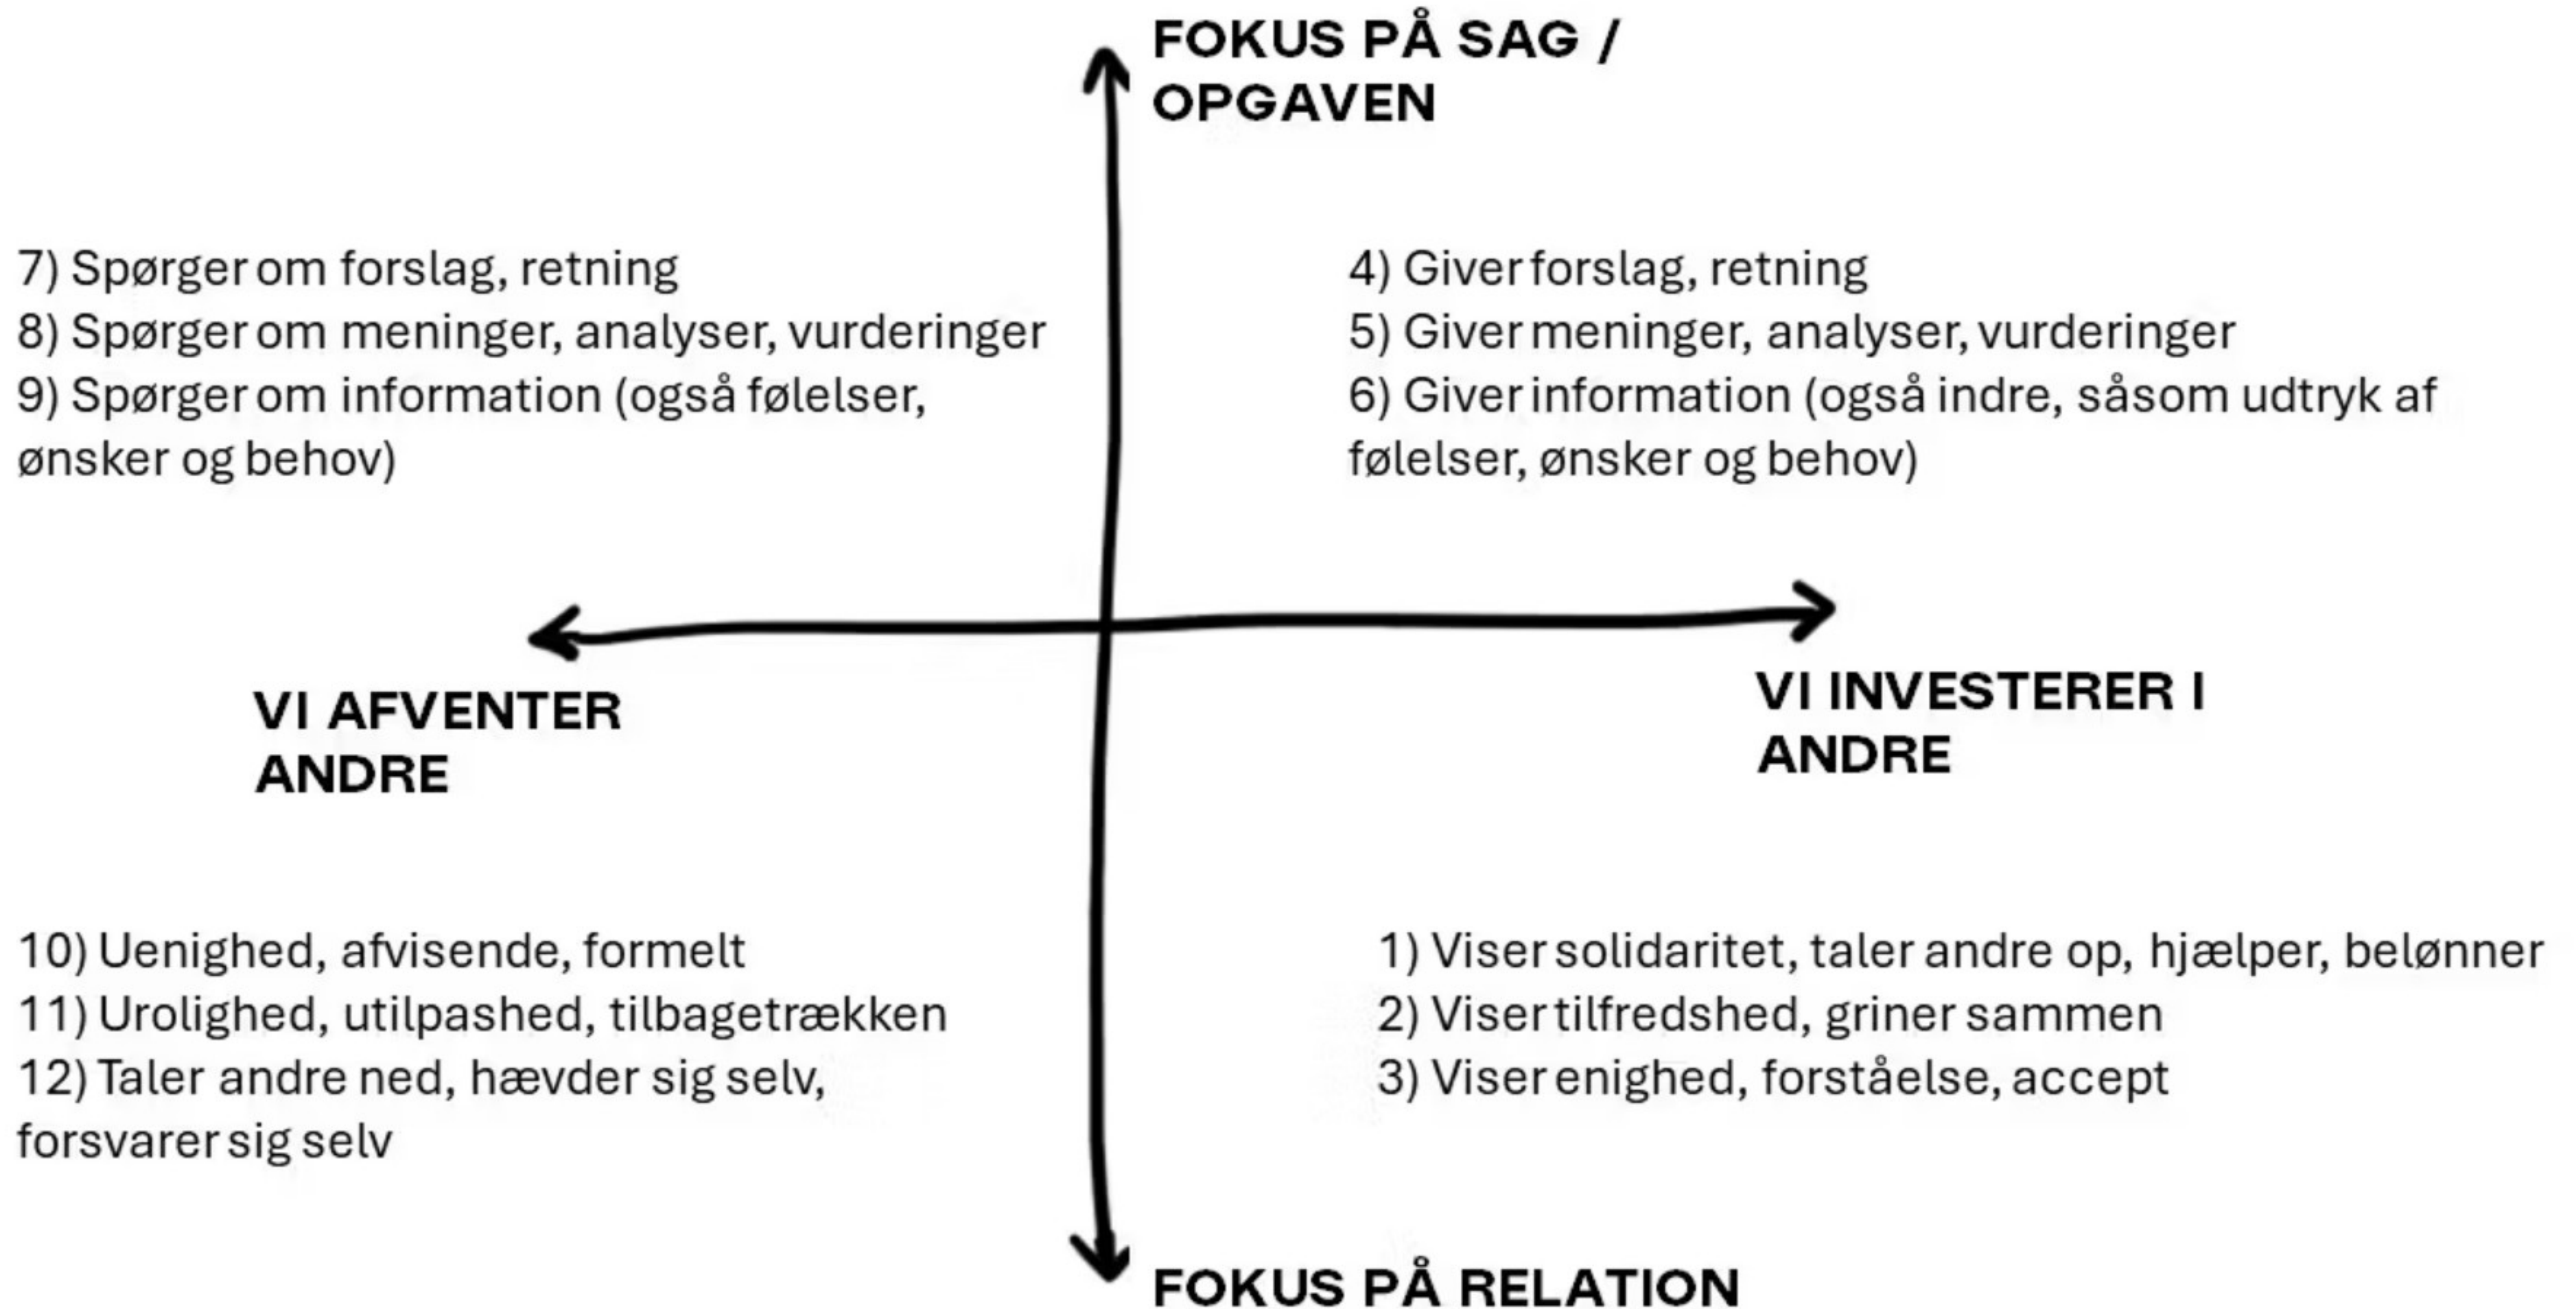 FOKUS PÅ SAG /
OPGAVEN
7) Spørger om forslag, retning
8) Spørger om meninger, analyser, vurderinger
9) Spørger om information (også følelser,
ønsker og behov)
4) Giver forslag, retning
5) Giver meninger, analyser, vurderinger
6) Giver information (også indre, såsom udtryk af
følelser, ønsker og behov)
VI AFVENTER
ANDRE
VI INVESTERER I
ANDRE
10) Uenighed, afvisende, formelt
11) Urolighed, utilpashed, tilbagetrækken
12) Taler andre ned, hævder sig selv,
forsvarer sig selv
1) Viser solidaritet, taler andre op, hjælper, belønner
2) Viser tilfredshed, griner sammen
3) Viser enighed, forståelse, accept
FOKUS PÅ RELATION